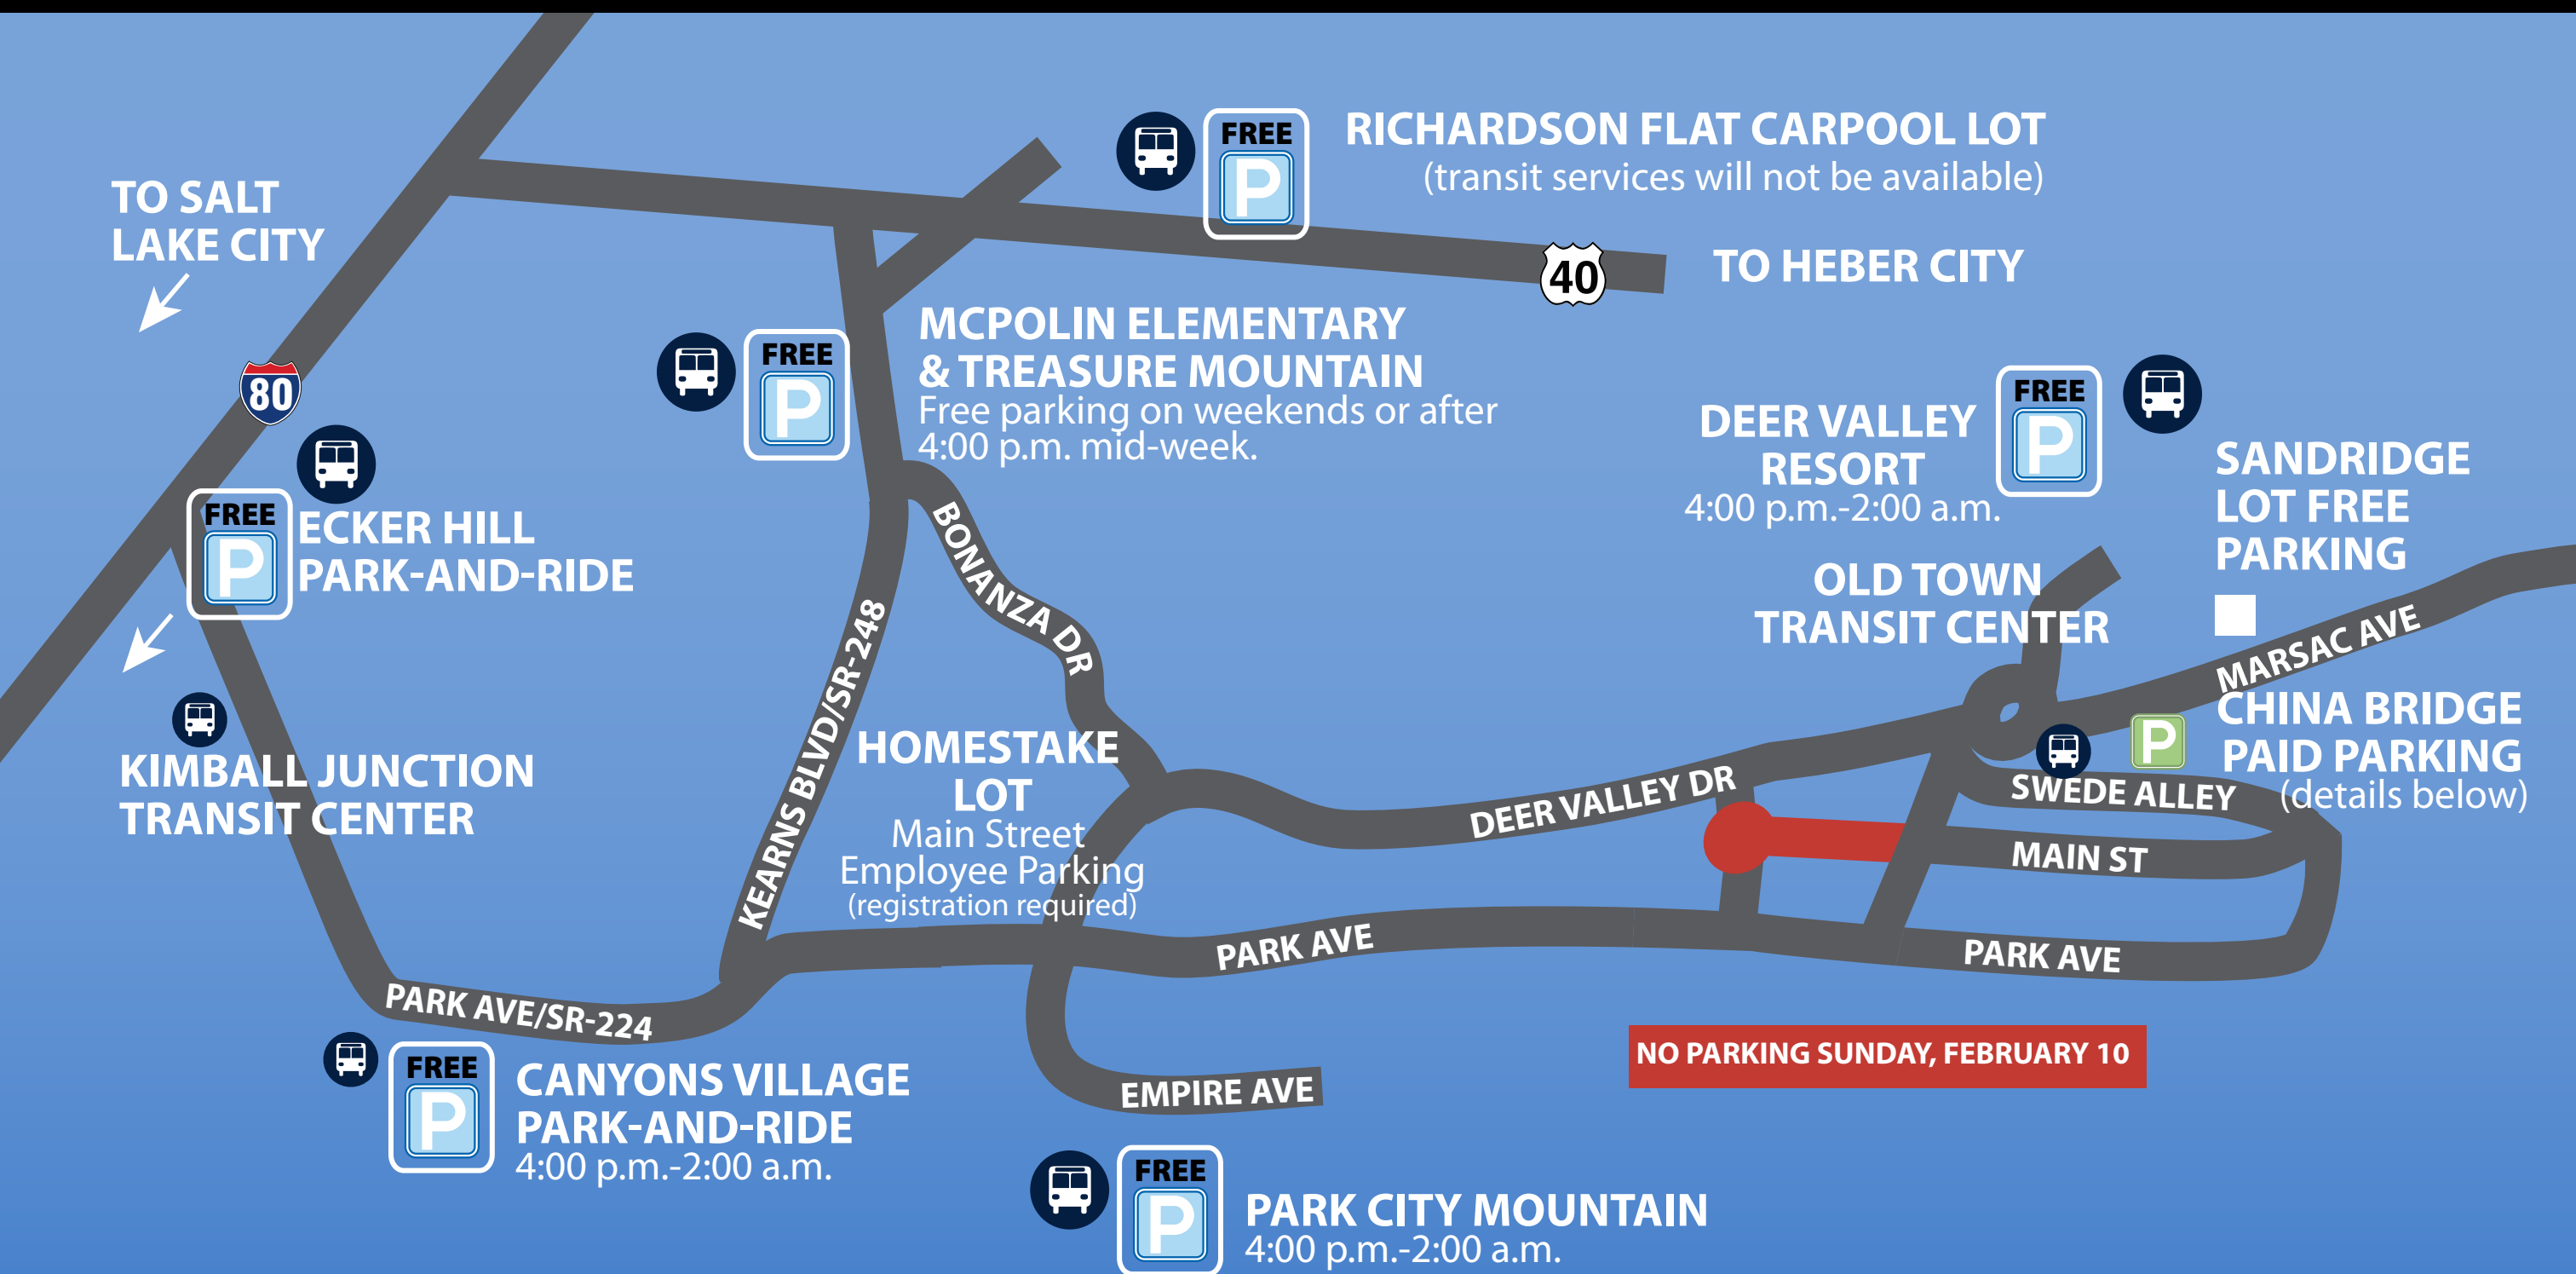 FREE
P
RICHARDSON FLAT CARPOOL LOT
(transit services will not be available)
TO SALT
LAKE CITY
40
TO HEBER CITY
FREE
P
MCPOLIN ELEMENTARY
& TREASURE MOUNTAIN
Free parking on weekends or after
4:00 p.m. mid-week.
80
FREE
P
DEER VALLEY
RESORT
4:00 p.m.-2:00 a.m.
SANDRIDGE
LOT FREE
PARKING
FREE
P
ECKER HILL
PARK-AND-RIDE
BONANZA DR
OLD TOWN
TRANSIT CENTER
MARSAC AVE
KEARNS BLVD/SR-248
KIMBALL JUNCTION
TRANSIT CENTER
HOMESTAKE
LOT
Main Street
Employee Parking
(registration required)
DEER VALLEY DR
P
CHINA BRIDGE
PAID PARKING
(details below)
SWEDE ALLEY
MAIN ST
PARK AVE
PARK AVE
PARK AVE/SR-224
NO PARKING SUNDAY, FEBRUARY 10
FREE
P
CANYONS VILLAGE
PARK-AND-RIDE
4:00 p.m.-2:00 a.m.
EMPIRE AVE
FREE
P
PARK CITY MOUNTAIN
4:00 p.m.-2:00 a.m.